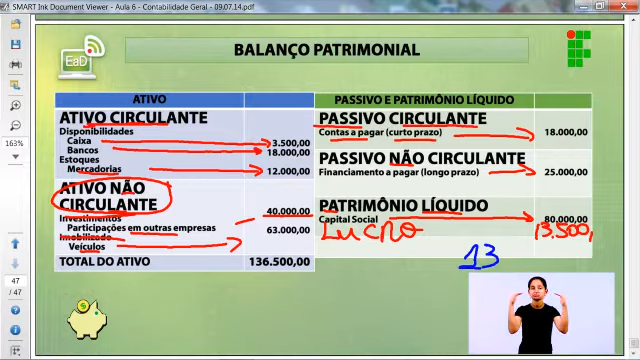 SMART Ink Document Viewer - Aula 6 - Contabilidade Geral - 09.07.14.pdf
EaD
BALANÇO PATRIMONIAL
ATIVO
ATIVO CIRCULANTE
Disponibilidades
Caixa 3.500,00
Bancos 18.000,00
Estoques
Mercadorias 12.000,00
ATIVO NÃO
CIRCULANTE
Investimentos 40.000,00
Participações em outras empresas 63.000,00
Imobilizado
Veículos
TOTAL DO ATIVO 136.500,00
PASSIVO E PATRIMÔNIO LÍQUIDO
PASSIVO CIRCULANTE
Contas a pagar (curto prazo) 18.000,00
PASSIVO NÃO CIRCULANTE
Financiamento a pagar (longo prazo) 25.000,00
PATRIMÔNIO LÍQUIDO
Capital Social 80.000,00
LUCRO 13.500,
13
163%
47
/ 47